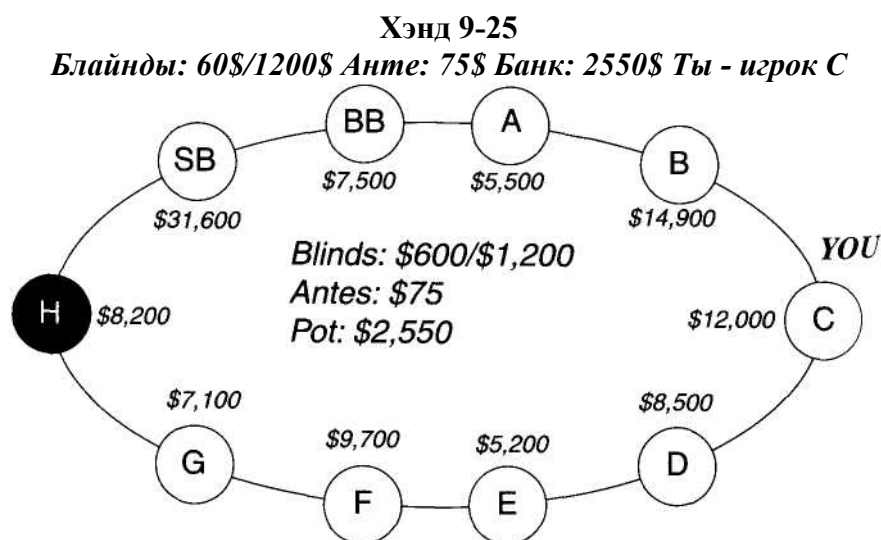 Хэнд 9-25
Блайнды: 60$/1200$ Анте: 75$ Банк: 2550$ Ты - игрок С
BB
A
SB
B
$7,500
$5,500
$31,600
$14,900
YOU
Blinds: $600/$1,200
Antes: $75
Pot: $2,550
H
$8,200
$12,000
C
$7,100
$8,500
$9,700
$5,200
G
D
F
E